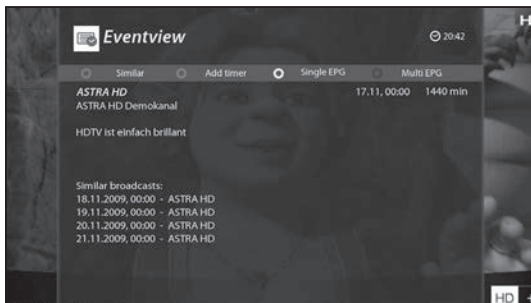 Eventview
20:42
Similar Add timer Single EPG Multi EPG
ASTRA HD 17.11, 00:00 1440 min
ASTRA HD Demokanal
HDTV ist einfach brillant
Similar broadcasts:
18.11.2009, 00:00 - ASTRA HD
19.11.2009, 00:00 - ASTRA HD
20.11.2009, 00:00 - ASTRA HD
21.11.2009, 00:00 - ASTRA HD
HD